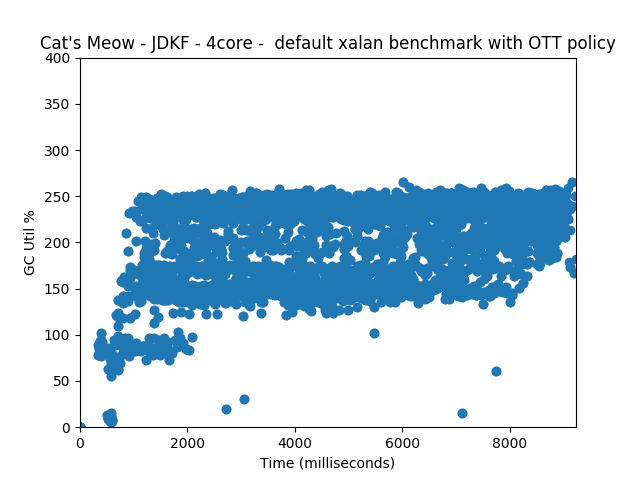 Cat's Meow - JDKF - 4core -  default xalan benchmark with OTT policy
400
350
300
250
200
150
100
50
0
GC Util %
0 2000 4000 6000 8000
Time (milliseconds)